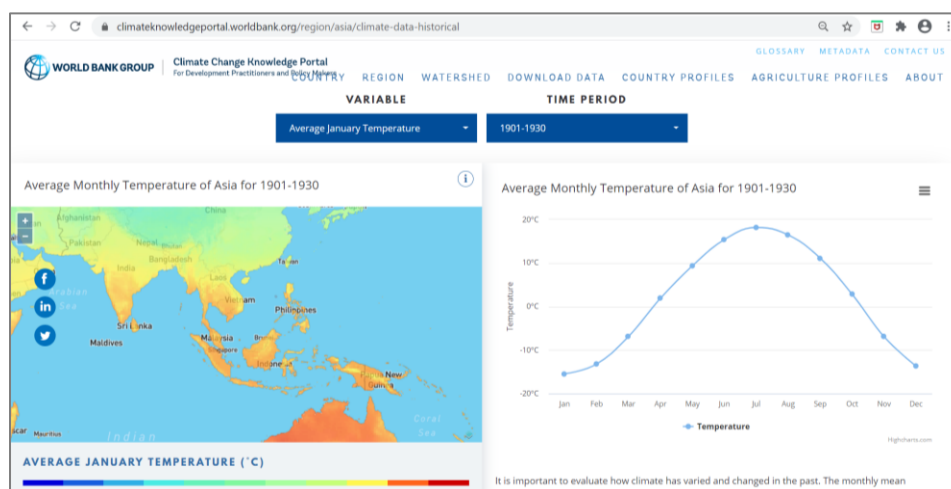 climateknowledgeportal.worldbank.org/region/asia/climate-data-historical
GLOSSARY METADATA CONTACT US
WORLD BANK GROUP
Climate Change Knowledge Portal
For Development Practitioners and Policy Makers
COUNTRY REGION WATERSHED DOWNLOAD DATA COUNTRY PROFILES AGRICULTURE PROFILES ABOUT
VARIABLE
TIME PERIOD
Average January Temperature
1901-1930
Average Monthly Temperature of Asia for 1901-1930
i
+
−
China
Afghanistan
Pakistan
Nepal
Bangladesh
India
Taiwan
Laos
Arabian
Sea
Vietnam
Philippines
Sri Lanka
Maldives
Malaysia
Singapore
Indone
New
Guinea
Coral
Sea
Mauritius
Indian
AVERAGE JANUARY TEMPERATURE (°C)
Average Monthly Temperature of Asia for 1901-1930
Temperature
20°C
10°C
0°C
-10°C
-20°C
Jan Feb Mar Apr May Jun Jul Aug Sep Oct Nov Dec
Temperature
Highcharts.com
It is important to evaluate how climate has varied and changed in the past. The monthly mean